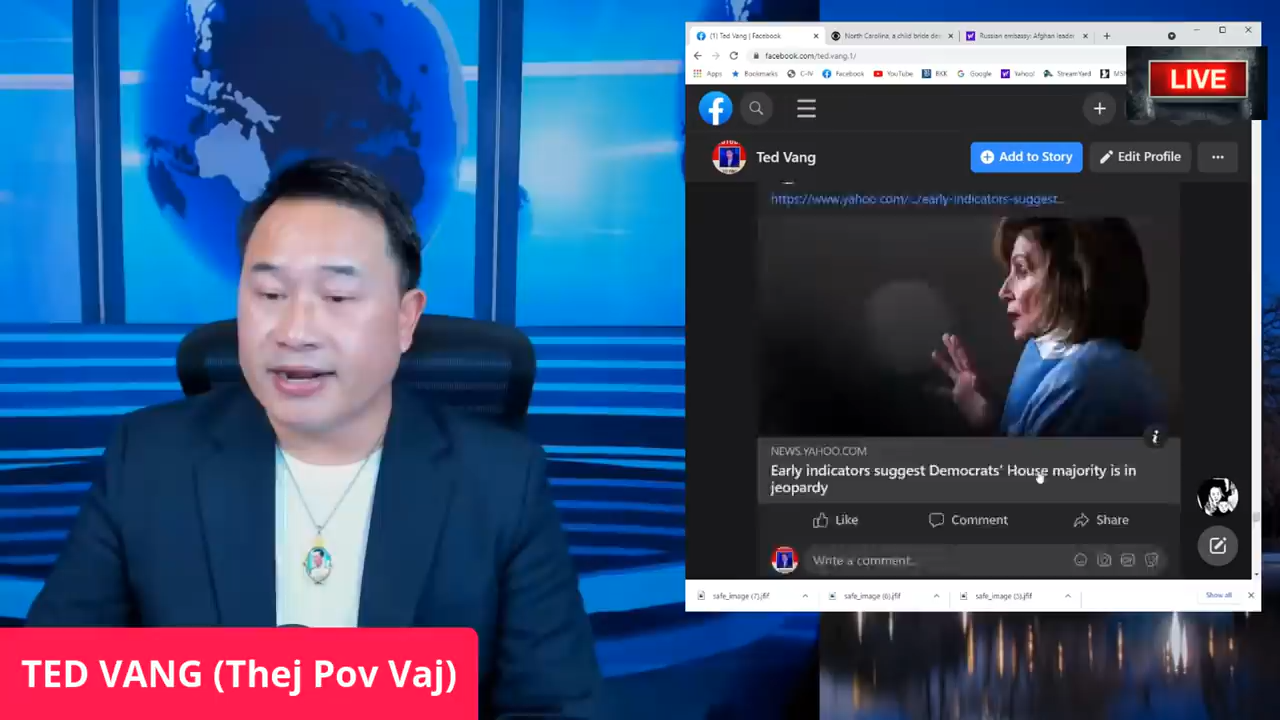 (1) Ted Vang | Facebook
North Carolina: a child bride des
Russian embassy: Afghan leader
facebook.com/ted.vang.1/
Apps
Bookmarks
C-IV
Facebook
YouTube
BKK
Google
Yahoo!
StreamYard
LIVE
Ted Vang
Add to Story
Edit Profile
https://www.yahoo.com/.../early-indicators-suggest...
NEWS.YAHOO.COM
Early indicators suggest Democrats' House majority is in
jeopardy
Like
Comment
Share
Write a comment...
safe_image (7).jfif
safe_image (6).jfif
safe_image (5).jfif
Show all
TED VANG (Thej Pov Vaj)